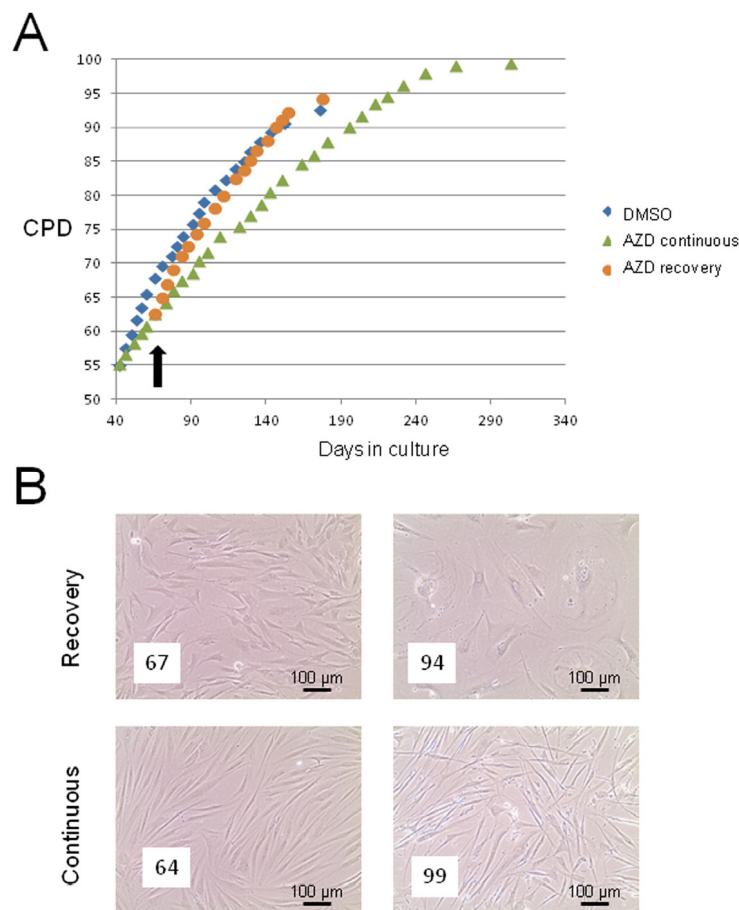 A
100
95
90
85
80
75
70
65
60
55
50
CPD
40 90 140 190 240 290 340
Days in culture
DMSO
AZD continuous
AZD recovery
B
Recovery
67
100 µm
94
100 µm
Continuous
64
100 µm
99
100 µm